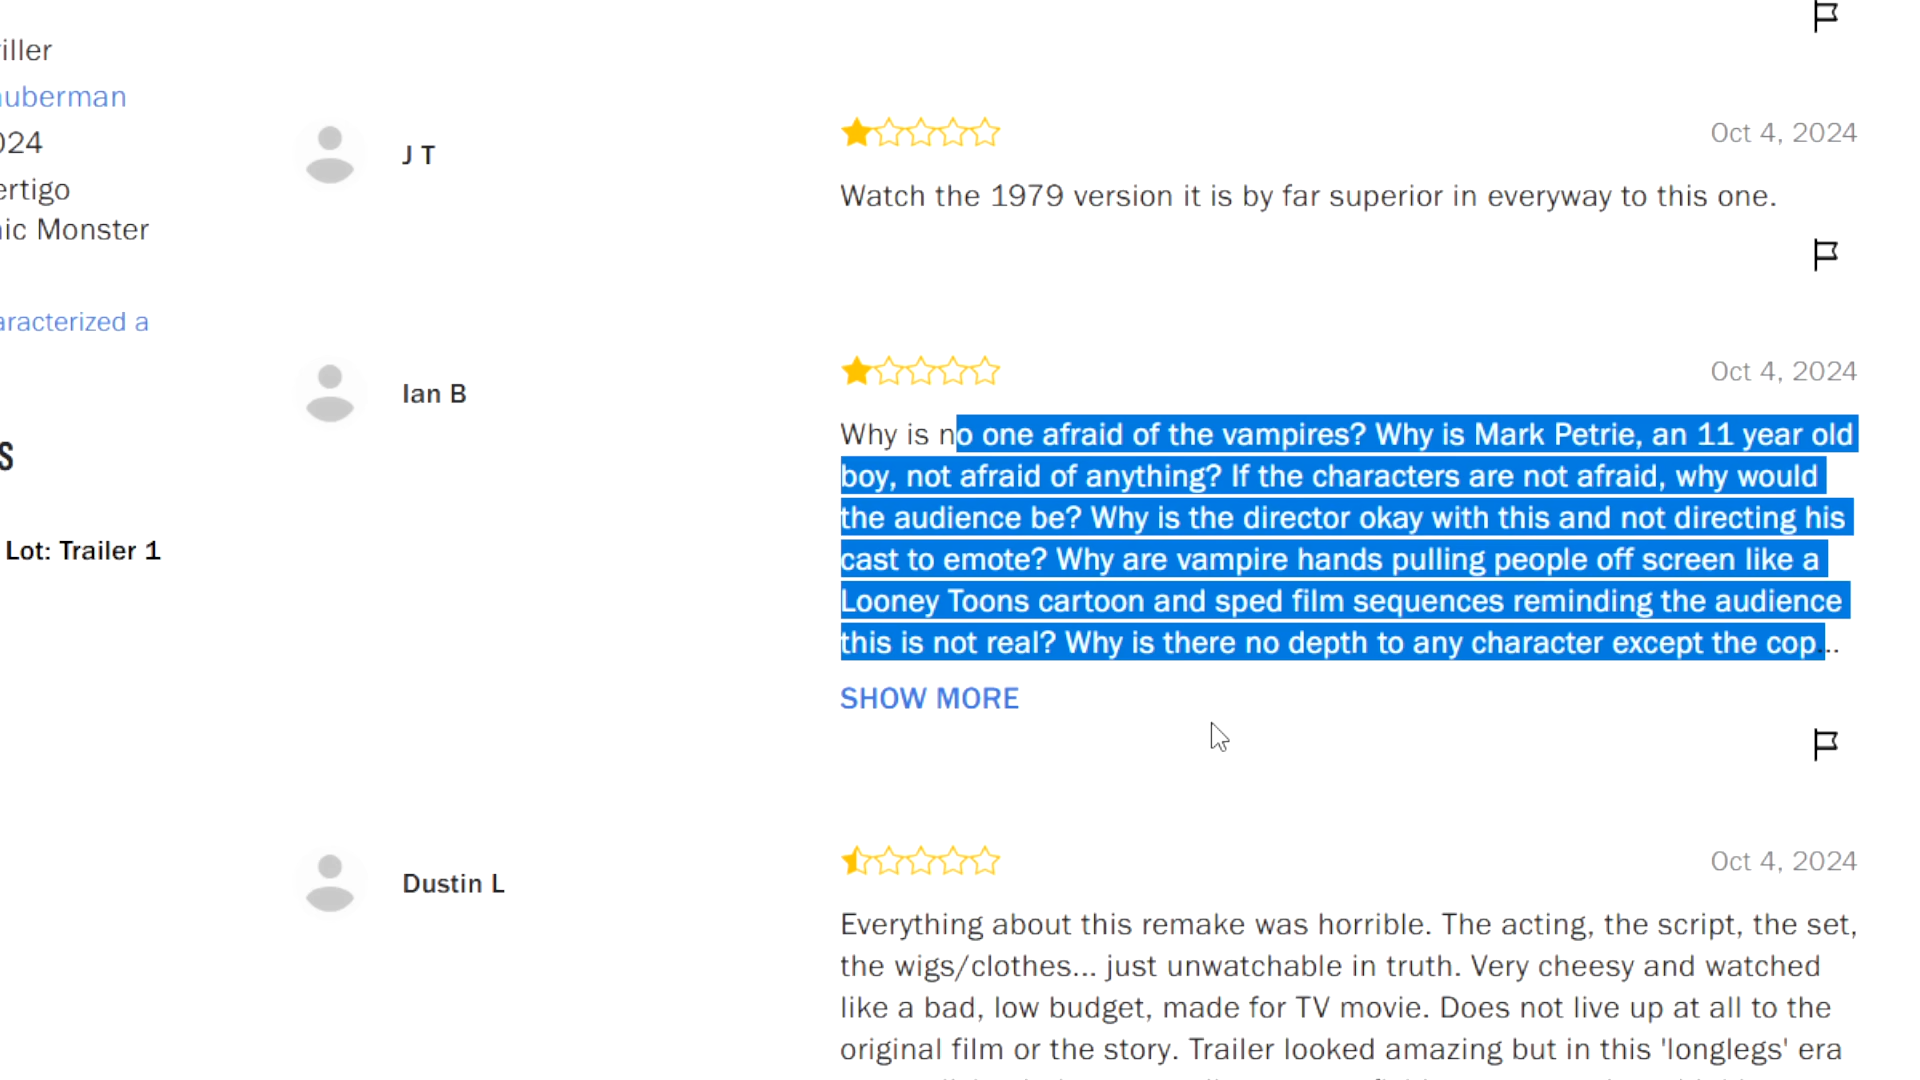 iller
uberman
024
ertigo
ic Monster
aracterized a
S
Lot: Trailer 1
J T
Oct 4, 2024
Watch the 1979 version it is by far superior in everyway to this one.
Ian B
Oct 4, 2024
Why is no one afraid of the vampires? Why is Mark Petrie, an 11 year old
boy, not afraid of anything? If the characters are not afraid, why would
the audience be? Why is the director okay with this and not directing his
cast to emote? Why are vampire hands pulling people off screen like a
Looney Toons cartoon and sped film sequences reminding the audience
this is not real? Why is there no depth to any character except the cop...
SHOW MORE
Dustin L
Oct 4, 2024
Everything about this remake was horrible. The acting, the script, the set,
the wigs/clothes... just unwatchable in truth. Very cheesy and watched
like a bad, low budget, made for TV movie. Does not live up at all to the
original film or the story. Trailer looked amazing but in this 'longlegs' era